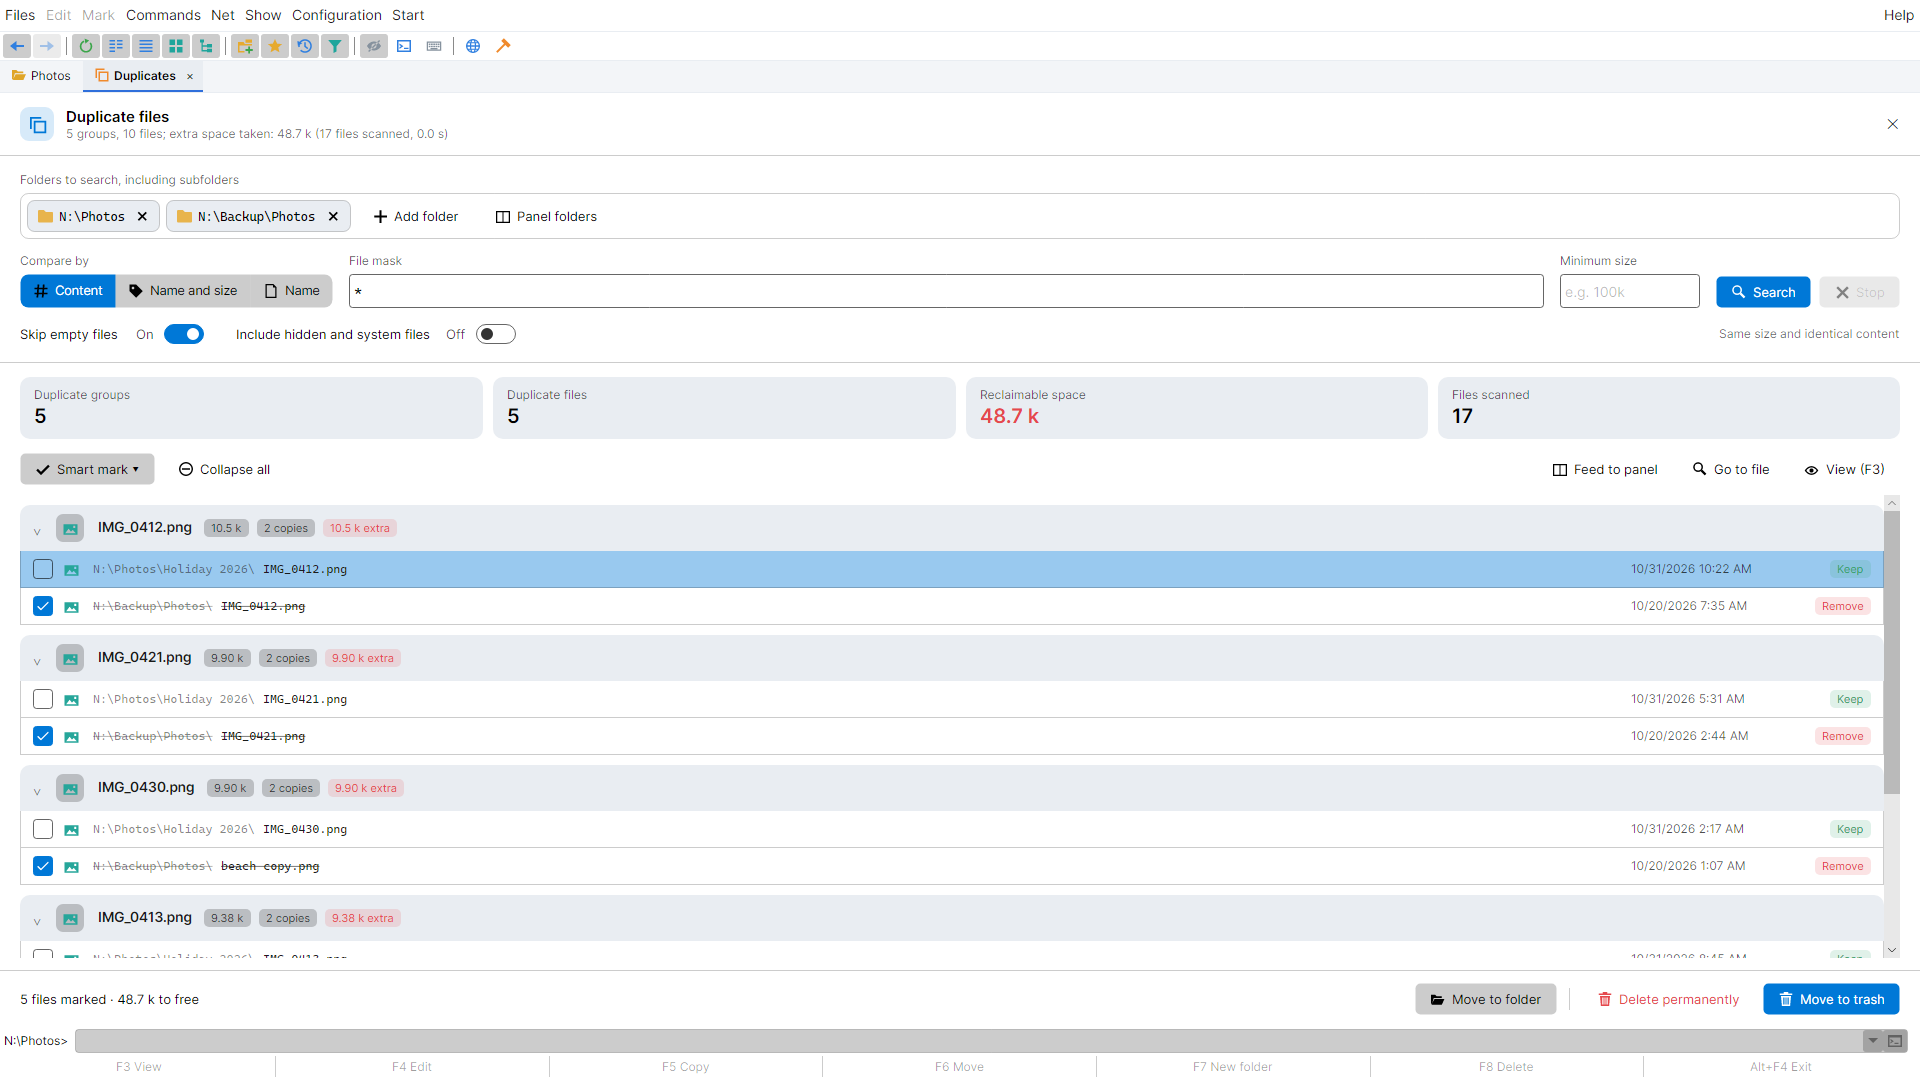 Files Edit Mark Commands Net Show Configuration Start Help
Photos Duplicates ×
Duplicate files
5 groups, 10 files; extra space taken: 48.7 k (17 files scanned, 0.0 s)
Folders to search, including subfolders
N:\Photos N:\Backup\Photos Add folder Panel folders
Compare by File mask Minimum size
Content Name and size Name * e.g. 100k Search Stop
Skip empty files On Include hidden and system files Off Same size and identical content
Duplicate groups Duplicate files Reclaimable space Files scanned
5 5 48.7 k 17
Smart mark Collapse all Feed to panel Go to file View (F3)
IMG_0412.png 10.5 k 2 copies 10.5 k extra
N:\Photos\Holiday 2026\ IMG_0412.png 10/31/2026 10:22 AM Keep
N:\Backup\Photos\ IMG_0412.png 10/20/2026 7:35 AM Remove
IMG_0421.png 9.90 k 2 copies 9.90 k extra
N:\Photos\Holiday 2026\ IMG_0421.png 10/31/2026 5:31 AM Keep
N:\Backup\Photos\ IMG_0421.png 10/20/2026 2:44 AM Remove
IMG_0430.png 9.90 k 2 copies 9.90 k extra
N:\Photos\Holiday 2026\ IMG_0430.png 10/31/2026 2:17 AM Keep
N:\Backup\Photos\ beach copy.png 10/20/2026 1:07 AM Remove
IMG_0413.png 9.38 k 2 copies 9.38 k extra
N:\Photos\Holiday 2026\ IMG_0413.png 10/31/2026 8:45 AM Keep
5 files marked · 48.7 k to free Move to folder Delete permanently Move to trash
N:\Photos>
F3 View F4 Edit F5 Copy F6 Move F7 New folder F8 Delete Alt+F4 Exit